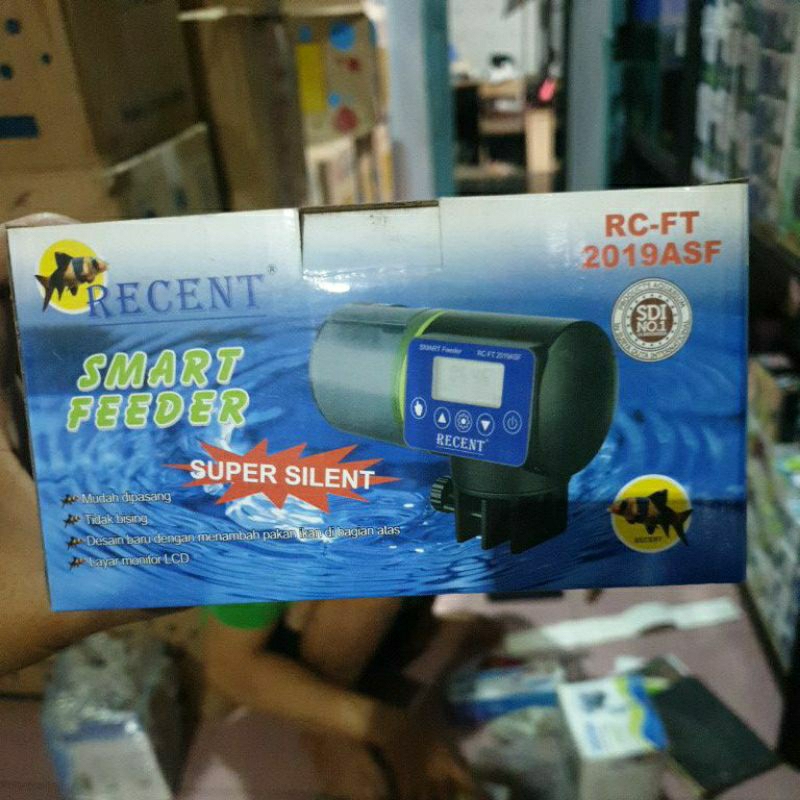 RECENT®
RC-FT
2019ASF
SDI
NO.1
SMART
FEEDER
SUPER SILENT
Mudah dipasang
Tidak bising
Desain baru dengan menambah pakan ikan di bagian atas
Layar monitor LCD
SMART Feeder RC-FT 2019ASF
RECENT®
RECENT